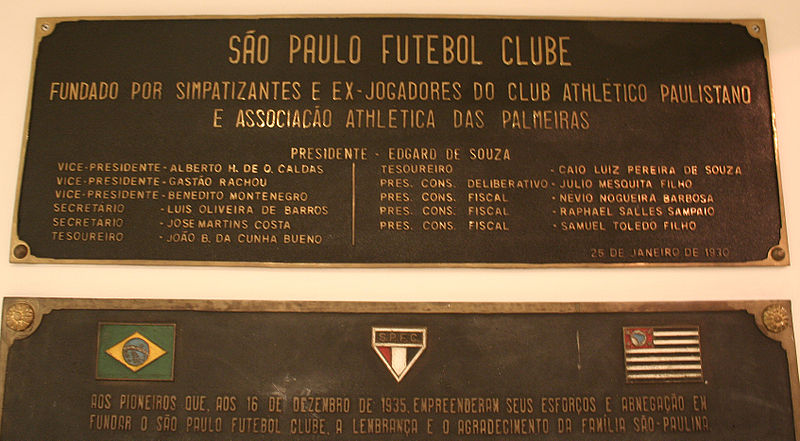 SÃO PAULO FUTEBOL CLUBE
FUNDADO POR SIMPATIZANTES E EX-JOGADORES DO CLUB ATHLÉTICO PAULISTANO
E ASSOCIAÇÃO ATHLETICA DAS PALMEIRAS
PRESIDENTE - EDGARD DE SOUZA
VICE-PRESIDENTE - ALBERTO H. DE O. CALDAS
VICE-PRESIDENTE - GASTÃO RACHOU
VICE-PRESIDENTE - BENEDITO MONTENEGRO
SECRETARIO - LUIS OLIVEIRA DE BARROS
SECRETARIO - JOSE MARTINS COSTA
TESOUREIRO - JOÃO B. DA CUNHA BUENO
TESOUREIRO - CAIO LUIZ PEREIRA DE SOUZA
PRES. CONS. DELIBERATIVO - JULIO MESQUITA FILHO
PRES. CONS. FISCAL - NEVIO NOGUEIRA BARBOSA
PRES. CONS. FISCAL - RAPHAEL SALLES SAMPAIO
PRES. CONS. FISCAL - SAMUEL TOLEDO FILHO
25 DE JANEIRO DE 1930
S.P.F.C.
AOS PIONEIROS QUE, AOS 16 DE DEZEMBRO DE 1935, EMPREENDERAM SEUS ESFORÇOS E ABNEGAÇÃO EM
FUNDAR O SÃO PAULO FUTEBOL CLUBE, A LEMBRANÇA E O AGRADECIMENTO DA FAMÍLIA SÃO-PAULINA